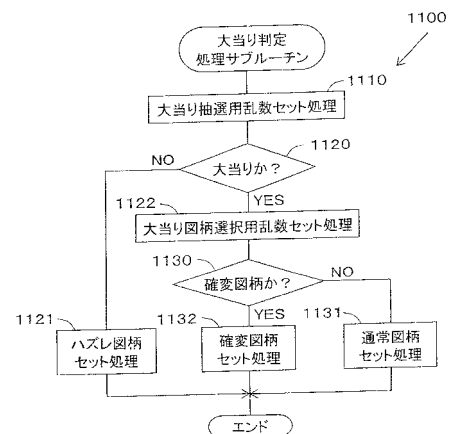 1100
大当り判定
処理サブルーチン
1110
大当り抽選用乱数セット処理
1120
NO
大当りか？
1122
YES
大当り図柄選択用乱数セット処理
1130
NO
確変図柄か？
1121
1132
YES
1131
ハズレ図柄
セット処理
確変図柄
セット処理
通常図柄
セット処理
エンド